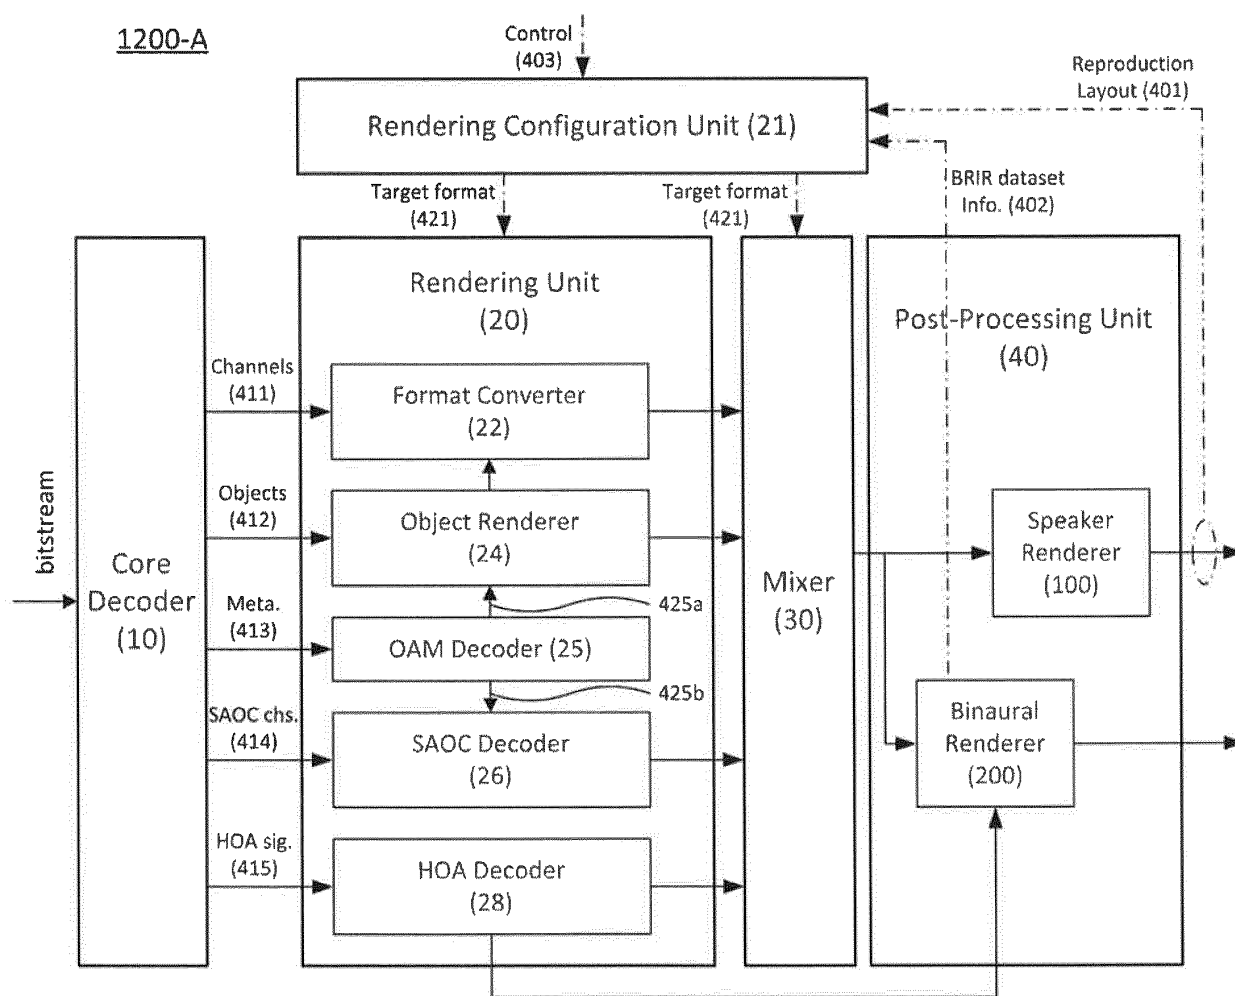 1200-A
Control
(403)
Reproduction
Layout (401)
Rendering Configuration Unit (21)
Target format
(421)
Target format
(421)
BRIR dataset
Info. (402)
Rendering Unit
(20)
Post-Processing Unit
(40)
Channels
(411)
Format Converter
(22)
Objects
(412)
Object Renderer
(24)
Speaker
Renderer
(100)
bitstream
Core
Decoder
(10)
Mixer
(30)
Meta.
(413)
425a
OAM Decoder (25)
425b
SAOC chs.
(414)
SAOC Decoder
(26)
Binaural
Renderer
(200)
HOA sig.
(415)
HOA Decoder
(28)